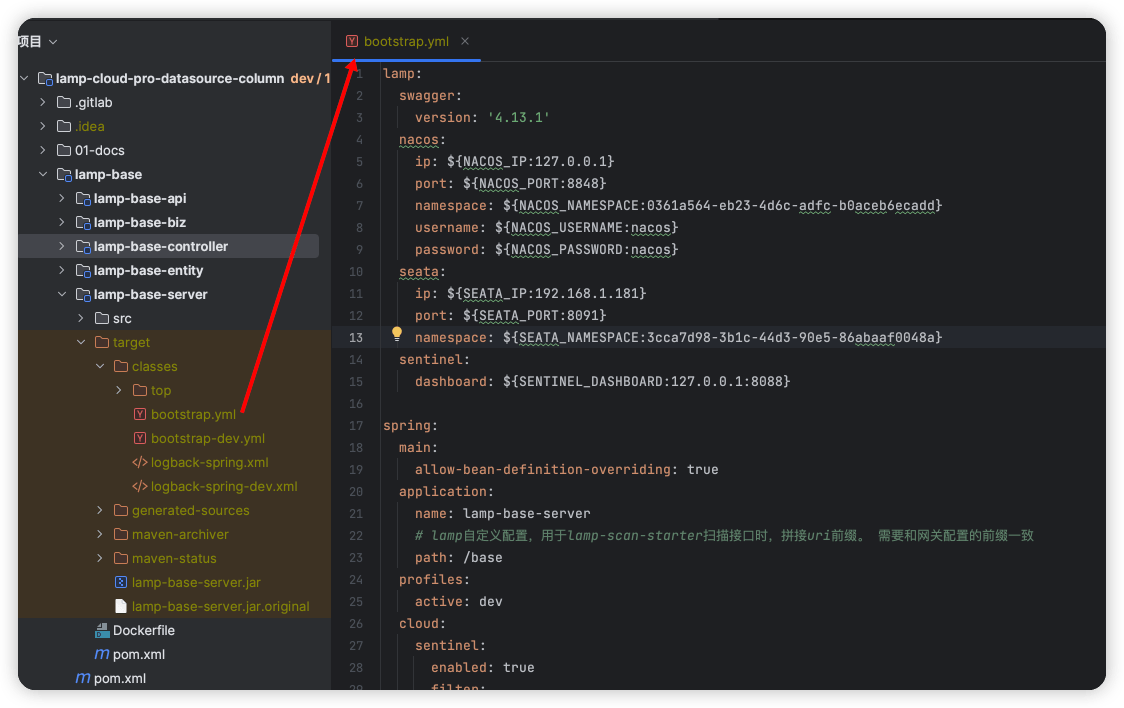 项目
lamp-cloud-pro-datasource-column dev / 1
.gitlab
.idea
01-docs
lamp-base
lamp-base-api
lamp-base-biz
lamp-base-controller
lamp-base-entity
lamp-base-server
src
target
classes
top
bootstrap.yml
bootstrap-dev.yml
logback-spring.xml
logback-spring-dev.xml
generated-sources
maven-archiver
maven-status
lamp-base-server.jar
lamp-base-server.jar.original
Dockerfile
pom.xml
pom.xml
bootstrap.yml
1 lamp:
2 swagger:
3 version: '4.13.1'
4 nacos:
5 ip: ${NACOS_IP:127.0.0.1}
6 port: ${NACOS_PORT:8848}
7 namespace: ${NACOS_NAMESPACE:0361a564-eb23-4d6c-adfc-b0aceb6ecadd}
8 username: ${NACOS_USERNAME:nacos}
9 password: ${NACOS_PASSWORD:nacos}
10 seata:
11 ip: ${SEATA_IP:192.168.1.181}
12 port: ${SEATA_PORT:8091}
13 namespace: ${SEATA_NAMESPACE:3cca7d98-3b1c-44d3-90e5-86abaaf0048a}
14 sentinel:
15 dashboard: ${SENTINEL_DASHBOARD:127.0.0.1:8088}
16
17 spring:
18 main:
19 allow-bean-definition-overriding: true
20 application:
21 name: lamp-base-server
22 # lamp自定义配置，用于lamp-scan-starter扫描接口时，拼接uri前缀。 需要和网关配置的前缀一致
23 path: /base
24 profiles:
25 active: dev
26 cloud:
27 sentinel:
28 enabled: true
29 filter: